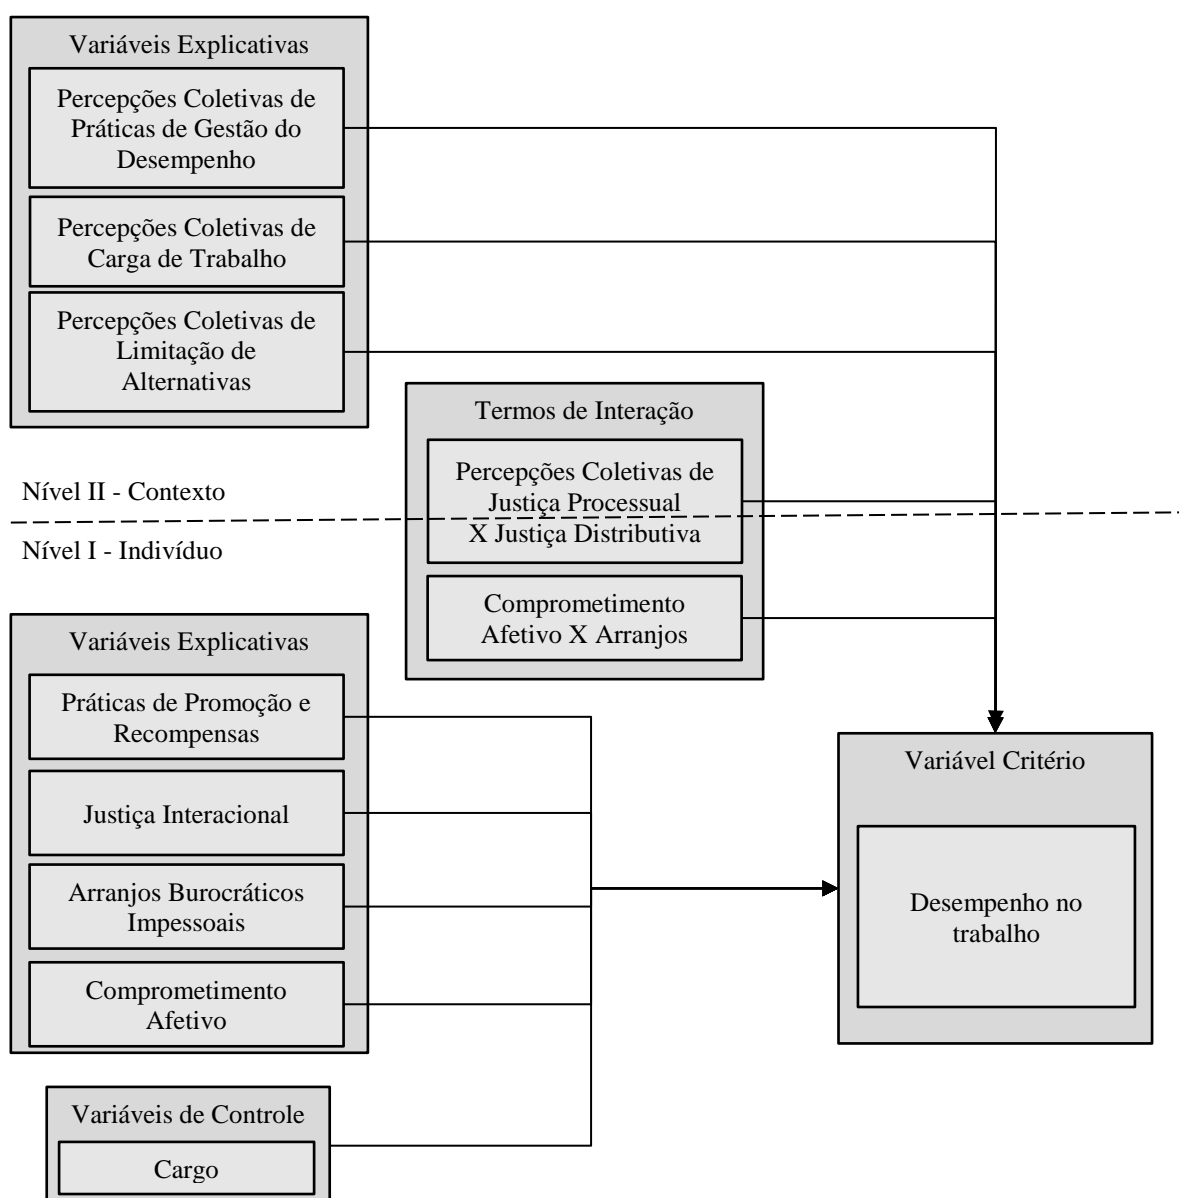 Variáveis Explicativas
Percepções Coletivas de
Práticas de Gestão do
Desempenho
Percepções Coletivas de
Carga de Trabalho
Percepções Coletivas de
Limitação de
Alternativas
Termos de Interação
Percepções Coletivas de
Justiça Processual
X Justiça Distributiva
Comprometimento
Afetivo X Arranjos
Nível II - Contexto
Nível I - Indivíduo
Variáveis Explicativas
Práticas de Promoção e
Recompensas
Justiça Interacional
Arranjos Burocráticos
Impessoais
Comprometimento
Afetivo
Variáveis de Controle
Cargo
Variável Critério
Desempenho no
trabalho